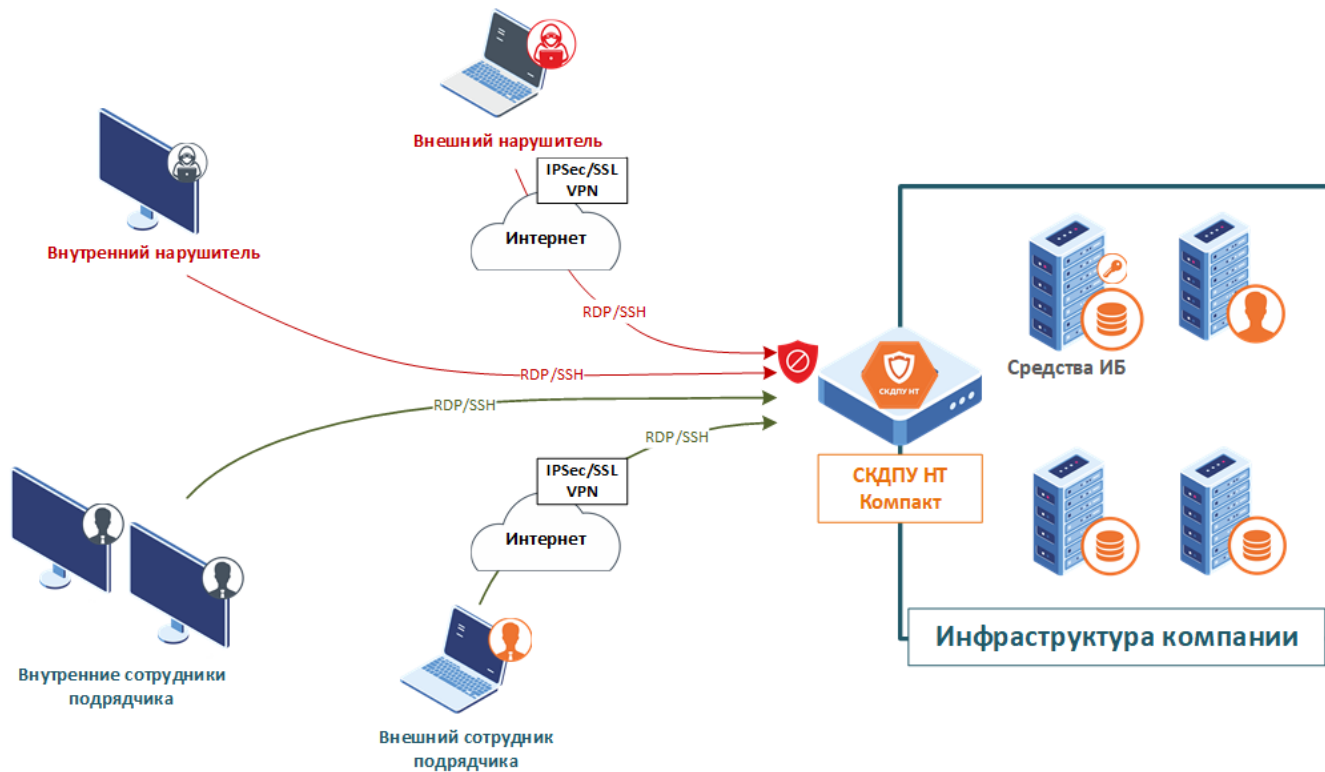 Внешний нарушитель
IPSec/SSL
VPN
Интернет
Внутренний нарушитель
RDP/SSH
RDP/SSH
RDP/SSH
RDP/SSH
IPSec/SSL
VPN
Интернет
СКДПУ НТ
СКДПУ НТ
Компакт
Средства ИБ
Инфраструктура компании
Внутренние сотрудники
подрядчика
Внешний сотрудник
подрядчика